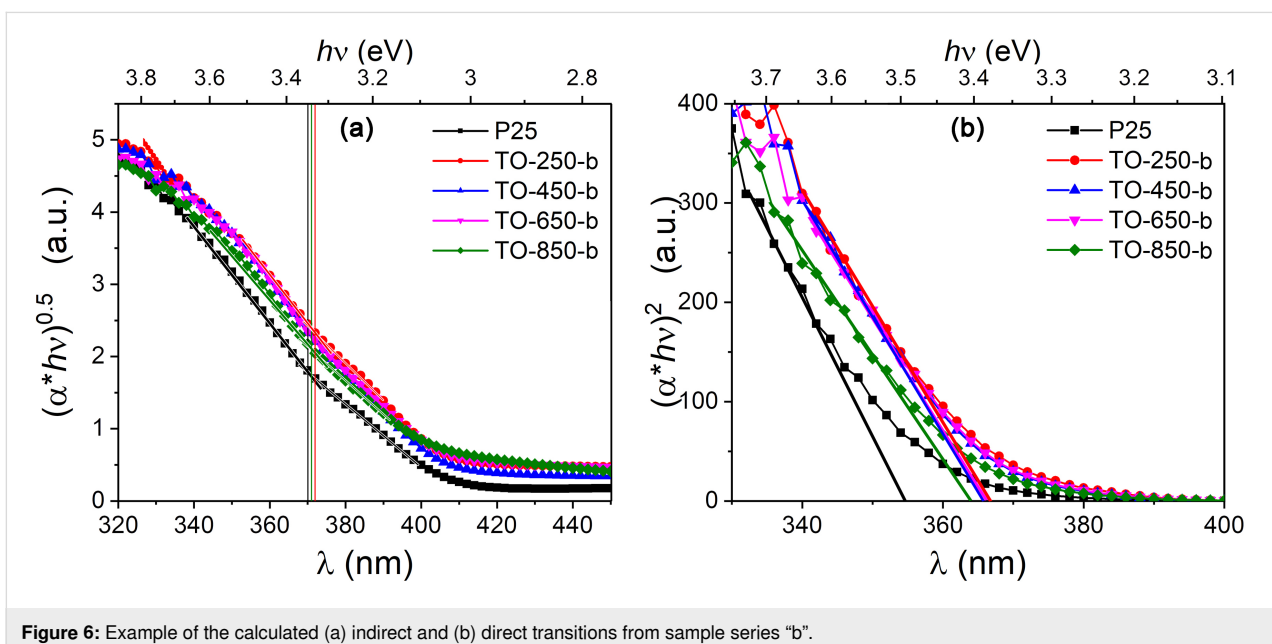 hν (eV)
3.8 3.6 3.4 3.2 3 2.8
(a)
P25
TO-250-b
TO-450-b
TO-650-b
TO-850-b
(α*hν)^0.5 (a.u.)
5
4
3
2
1
0
320 340 360 380 400 420 440
λ (nm)
hν (eV)
3.7 3.6 3.5 3.4 3.3 3.2 3.1
(b)
P25
TO-250-b
TO-450-b
TO-650-b
TO-850-b
(α*hν)^2 (a.u.)
400
300
200
100
0
340 360 380 400
λ (nm)
Figure 6: Example of the calculated (a) indirect and (b) direct transitions from sample series “b”.